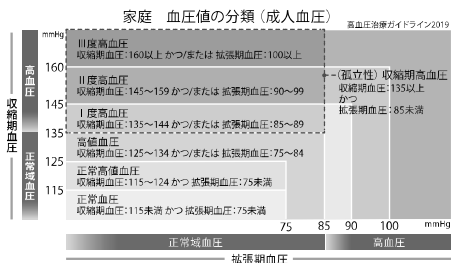 家庭 血圧値の分類（成人血圧）
高血圧治療ガイドライン2019
mmHg
Ⅲ度高血圧
収縮期血圧：160以上 かつ/または 拡張期血圧：100以上
160
Ⅱ度高血圧
収縮期血圧：145～159 かつ/または 拡張期血圧：90～99
145
Ⅰ度高血圧
収縮期血圧：135～144 かつ/または 拡張期血圧：85～89
135
高値血圧
収縮期血圧：125～134 かつ/または 拡張期血圧：75～84
125
正常高値血圧
収縮期血圧：115～124 かつ 拡張期血圧：75未満
115
正常血圧
収縮期血圧：115未満 かつ 拡張期血圧：75未満
(孤立性) 収縮期高血圧
収縮期：135以上
かつ
拡張期血圧：85未満
収縮期血圧
高血圧
正常域血圧
75 85 90 100 mmHg
正常域血圧 高血圧
拡張期血圧